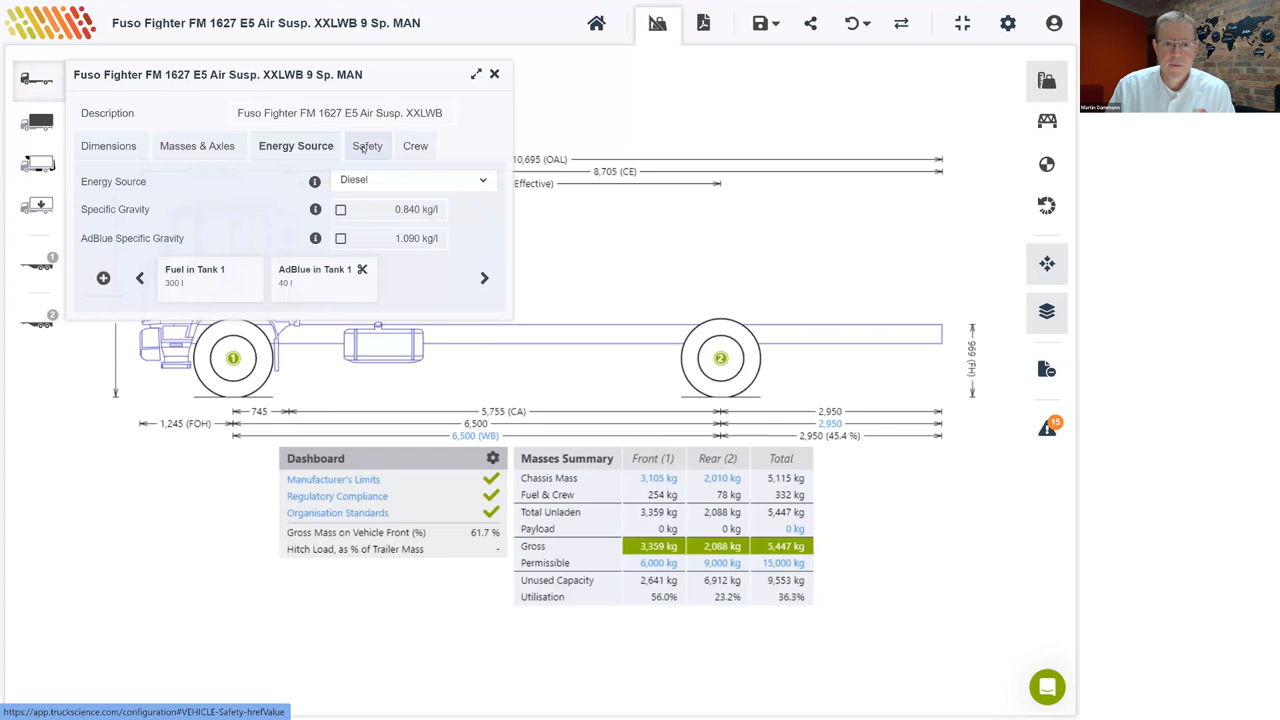 Fuso Fighter FM 1627 E5 Air Susp. XXLWB 9 Sp. MAN
Martin Dammann
Fuso Fighter FM 1627 E5 Air Susp. XXLWB 9 Sp. MAN
Description
Fuso Fighter FM 1627 E5 Air Susp. XXLWB
Dimensions
Masses & Axles
Energy Source
Safety
Crew
Energy Source
Diesel
Specific Gravity
0.840 kg/l
AdBlue Specific Gravity
1.090 kg/l
Fuel in Tank 1
300 l
AdBlue in Tank 1
40 l
10,695 (OAL)
8,705 (CE)
Effective)
1
2
1
2
969 (FH)
745
5,755 (CA)
2,950
1,245 (FOH)
6,500
2,950
6,500 (WB)
2,950 (45.4 %)
Dashboard
Manufacturer's Limits
Regulatory Compliance
Organisation Standards
Gross Mass on Vehicle Front (%) 61.7 %
Hitch Load, as % of Trailer Mass -
Masses Summary Front (1) Rear (2) Total
Chassis Mass 3,105 kg 2,010 kg 5,115 kg
Fuel & Crew 254 kg 78 kg 332 kg
Total Unladen 3,359 kg 2,088 kg 5,447 kg
Payload 0 kg 0 kg 0 kg
Gross 3,359 kg 2,088 kg 5,447 kg
Permissible 6,000 kg 9,000 kg 15,000 kg
Unused Capacity 2,641 kg 6,912 kg 9,553 kg
Utilisation 56.0% 23.2% 36.3%
15
https://app.truckscience.com/configuration#VEHICLE-Safety-hrefValue